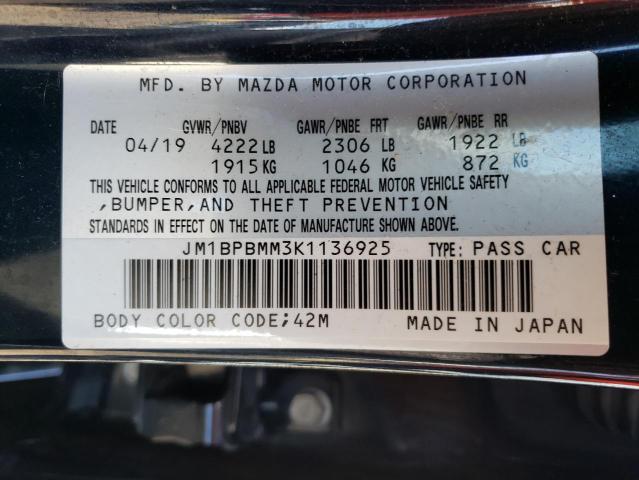 MFD. BY MAZDA MOTOR CORPORATION
DATE GVWR/PNBV GAWR/PNBE FRT GAWR/PNBE RR
04/19 4222 LB 2306 LB 1922 LB
1915 KG 1046 KG 872 KG
THIS VEHICLE CONFORMS TO ALL APPLICABLE FEDERAL MOTOR VEHICLE SAFETY
,BUMPER,AND THEFT PREVENTION
STANDARDS IN EFFECT ON THE DATE OF MANUFACTURE SHOWN ABOVE.
JM1BPBMM3K1136925 TYPE: PASS CAR
BODY COLOR CODE;42M MADE IN JAPAN